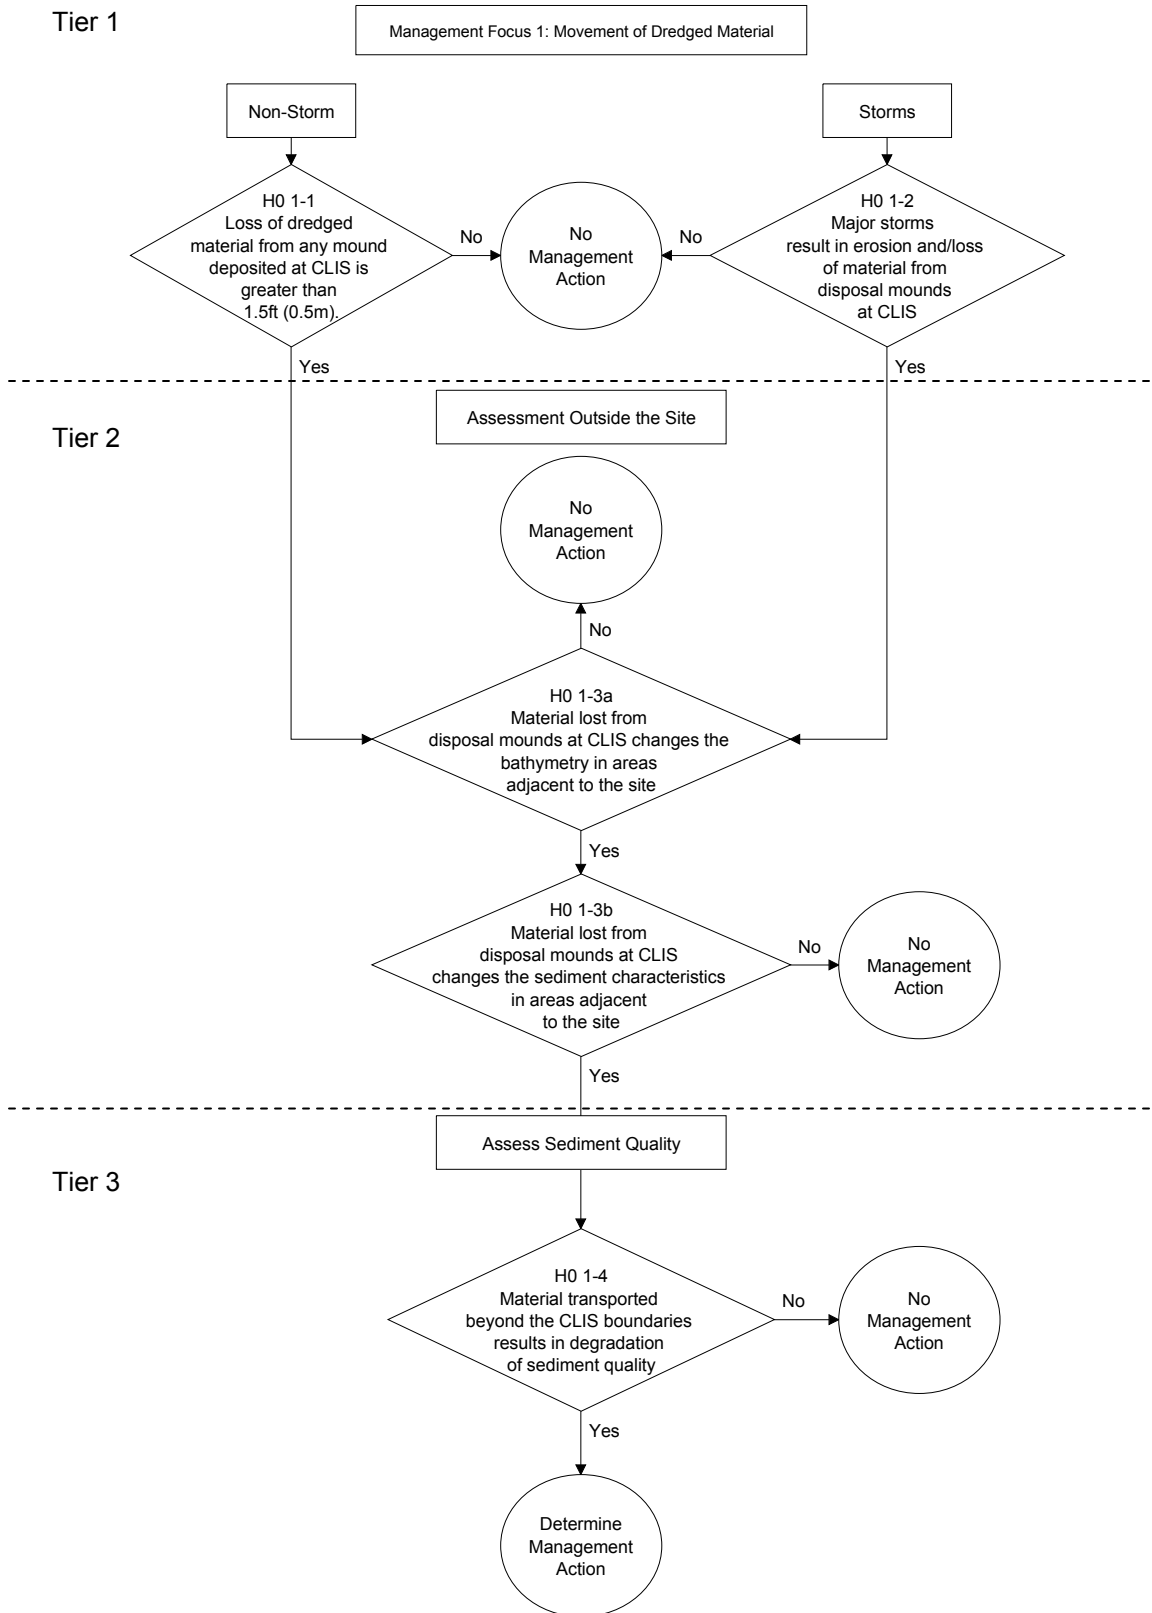 Tier 1
Management Focus 1: Movement of Dredged Material
Non-Storm
Storms
H0 1-1
Loss of dredged
material from any mound
deposited at CLIS is
greater than
1.5ft (0.5m).
No
No
Management
Action
No
H0 1-2
Major storms
result in erosion and/loss
of material from
disposal mounds
at CLIS
Yes
Yes
Tier 2
Assessment Outside the Site
No
Management
Action
No
H0 1-3a
Material lost from
disposal mounds at CLIS changes the
bathymetry in areas
adjacent to the site
Yes
H0 1-3b
Material lost from
disposal mounds at CLIS
changes the sediment characteristics
in areas adjacent
to the site
No
No
Management
Action
Yes
Tier 3
Assess Sediment Quality
H0 1-4
Material transported
beyond the CLIS boundaries
results in degradation
of sediment quality
No
No
Management
Action
Yes
Determine
Management
Action